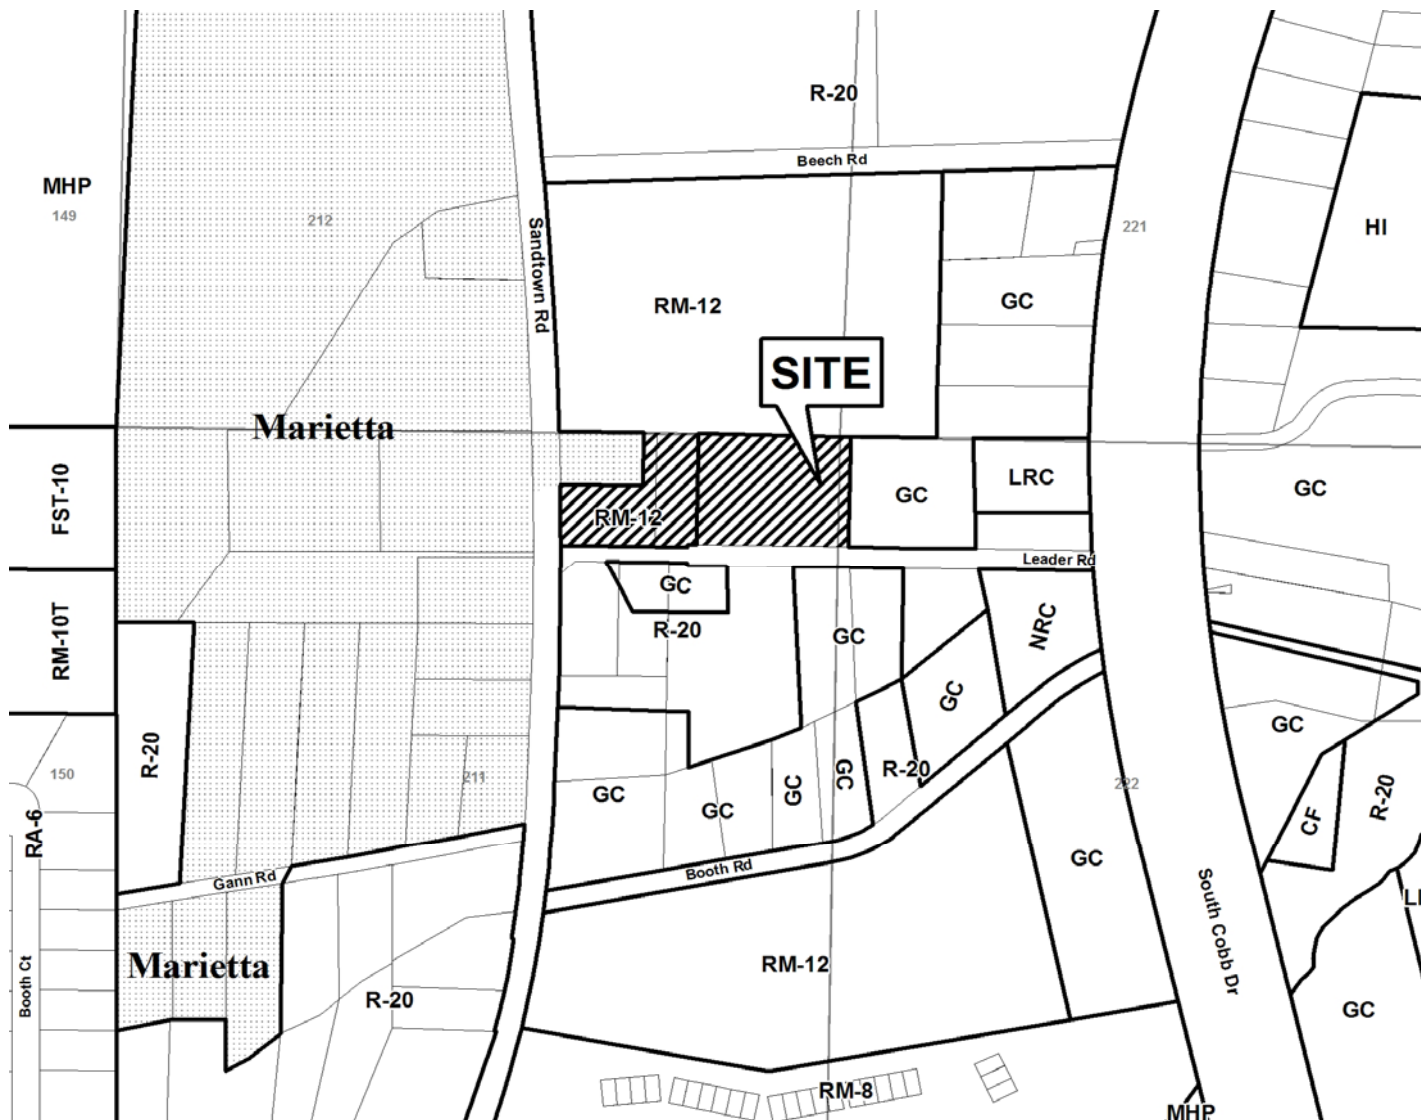 R-20
Beech Rd
MHP
149
212
Sandtown Rd
221
HI
RM-12
GC
SITE
Marietta
FST-10
RM-12
GC
LRC
GC
Leader Rd
GC
R-20
GC
NRC
RM-10T
R-20
GC
GC
150
211
R-20
222
GC
GC
GC
GC
RA-6
CF
R-20
GC
Gann Rd
Booth Rd
South Cobb Dr
Marietta
RM-12
Booth Ct
R-20
GC
RM-8
MHP